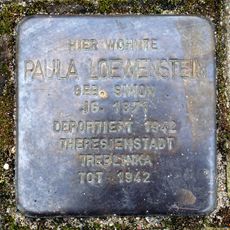 HIER WOHNTE
PAULA LOEWENSTEIN
GEB. SIMON
JG.
DEPORTIERT 1942
THERESIENSTADT
TREBLINKA
TOT 1942